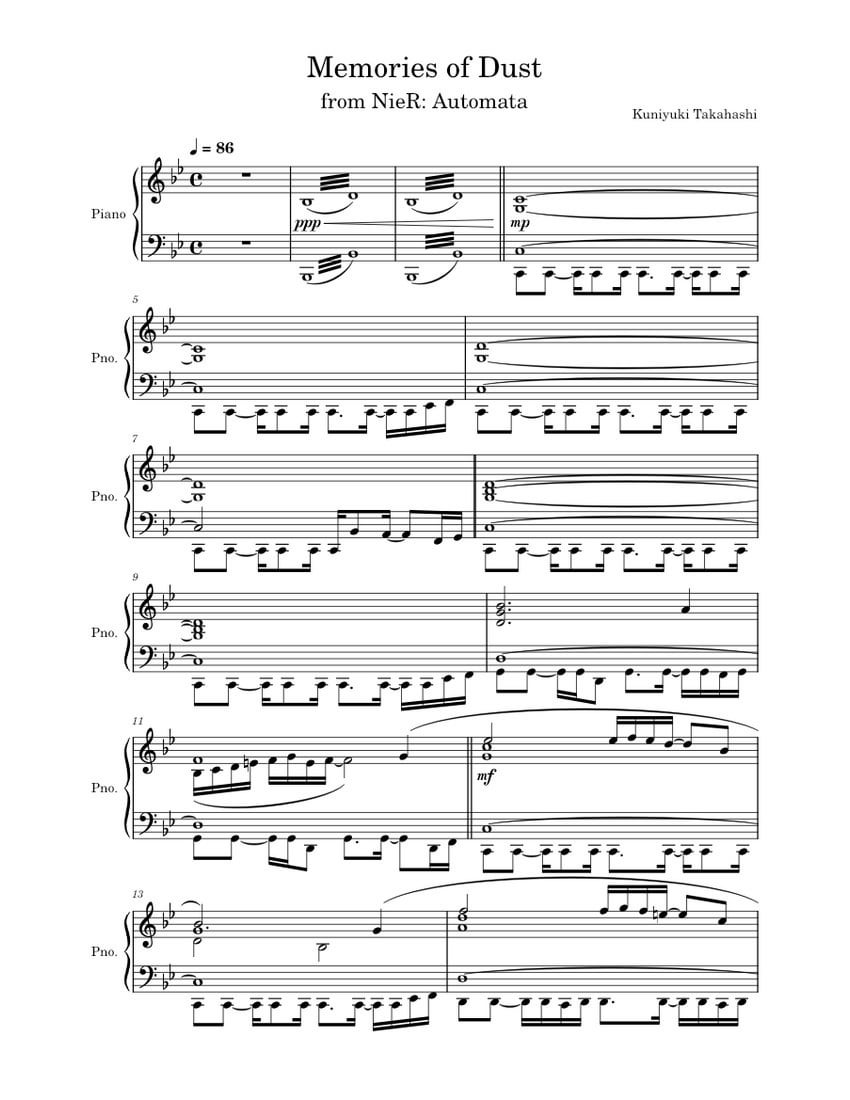 Memories of Dust
from NieR: Automata
Kuniyuki Takahashi
= 86
Piano
ppp
mp
5
Pno.
7
Pno.
9
Pno.
11
Pno.
mf
13
Pno.